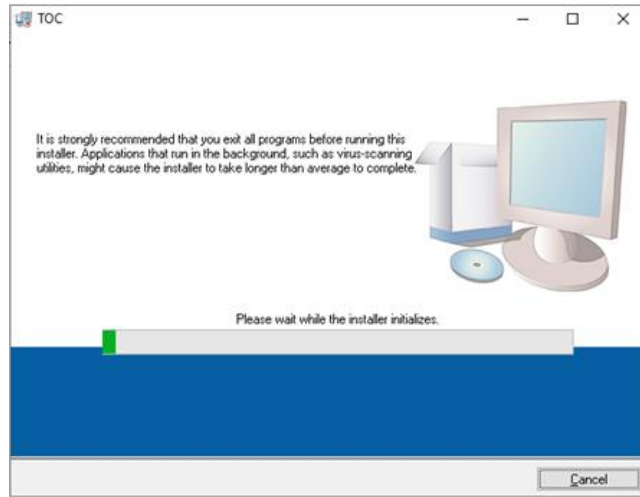 TOC
It is strongly recommended that you exit all programs before running this
installer. Applications that run in the background, such as virus-scanning
utilities, might cause the installer to take longer than average to complete.
Please wait while the installer initializes.
Cancel